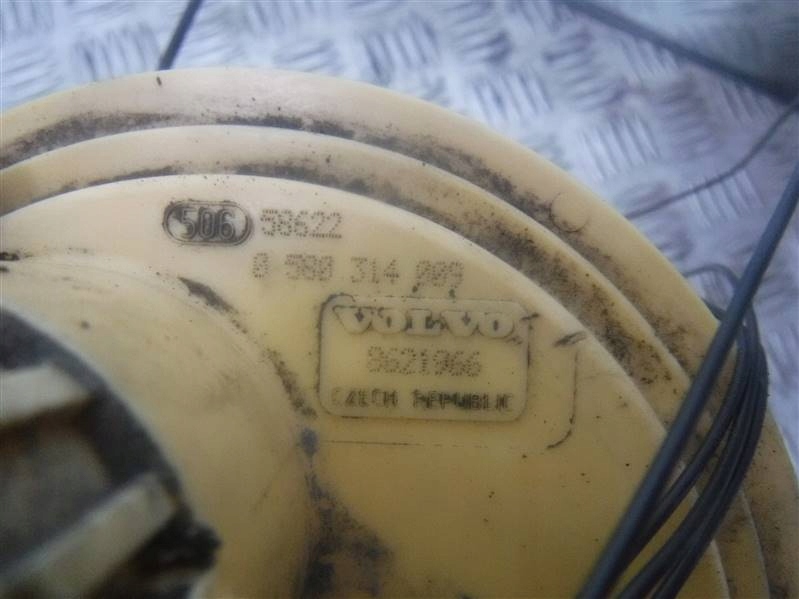 506 58622
0 580 314 009
VOLVO
8621966
CZECH REPUBLIC